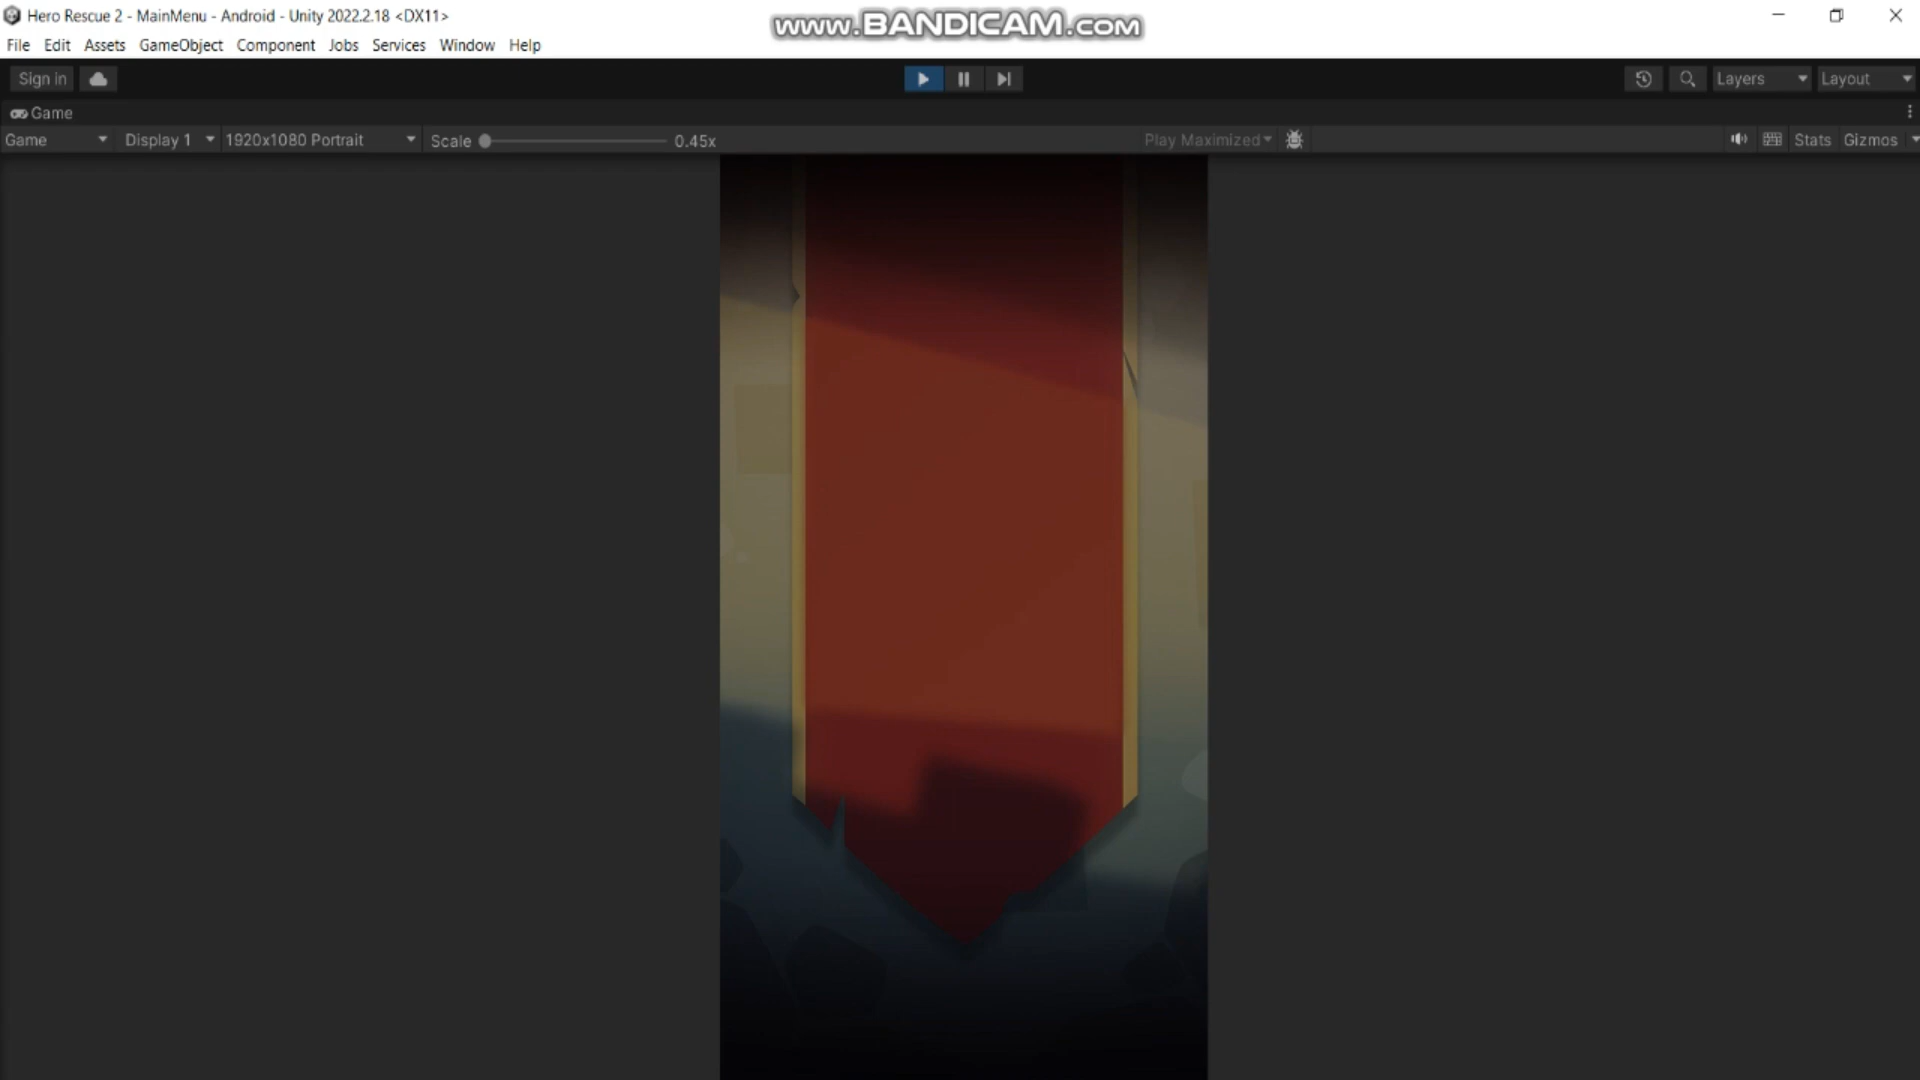 Hero Rescue 2 - MainMenu - Android - Unity 2022.2.18 <DX11>
www.BANDICAM.com
File Edit Assets GameObject Component Jobs Services Window Help
Sign in Layers Layout
Game
Game Display 1 1920x1080 Portrait Scale 0.45x Play Maximized Stats Gizmos